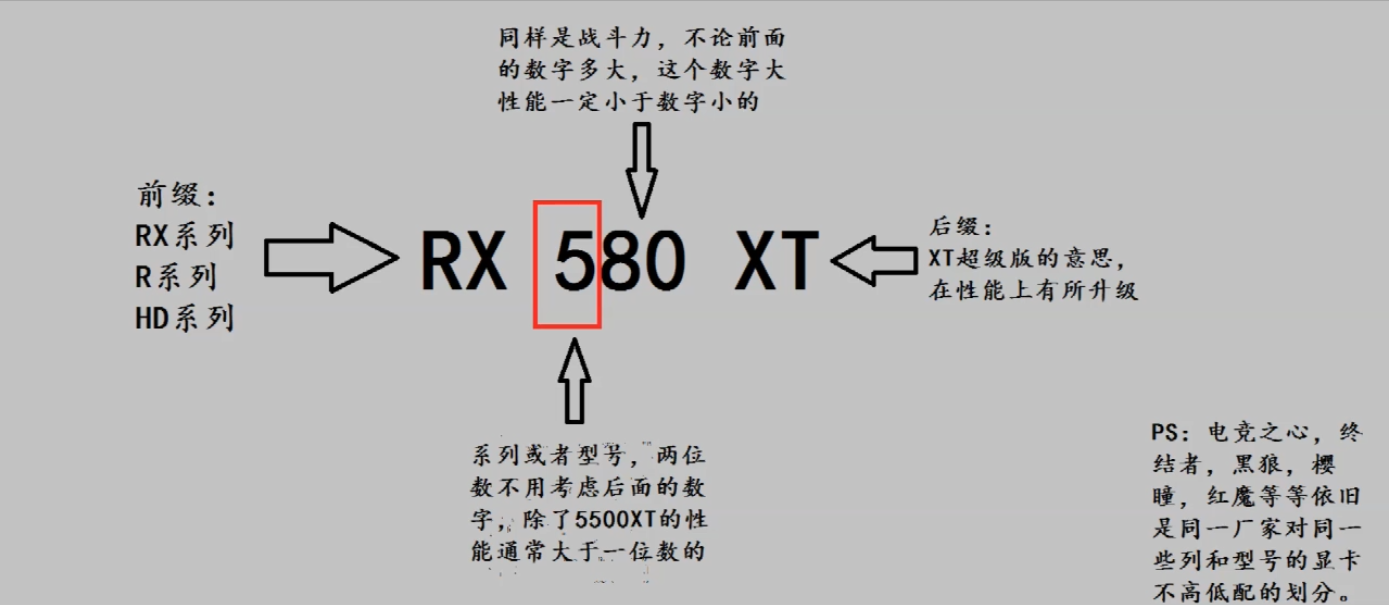 同样是战斗力，不论前面
的数字多大，这个数字大
性能一定小于数字小的
前缀：
RX系列
R系列
HD系列
RX 580 XT
后缀：
XT超级版的意思，
在性能上有所升级
系列或者型号，两位
数不用考虑后面的数
字，除了5500XT的性
能通常大于一位数的
PS：电竞之心，终
结者，黑狼，樱
瞳，红魔等等依旧
是同一厂家对同一
些列和型号的显卡
不高低配的划分。